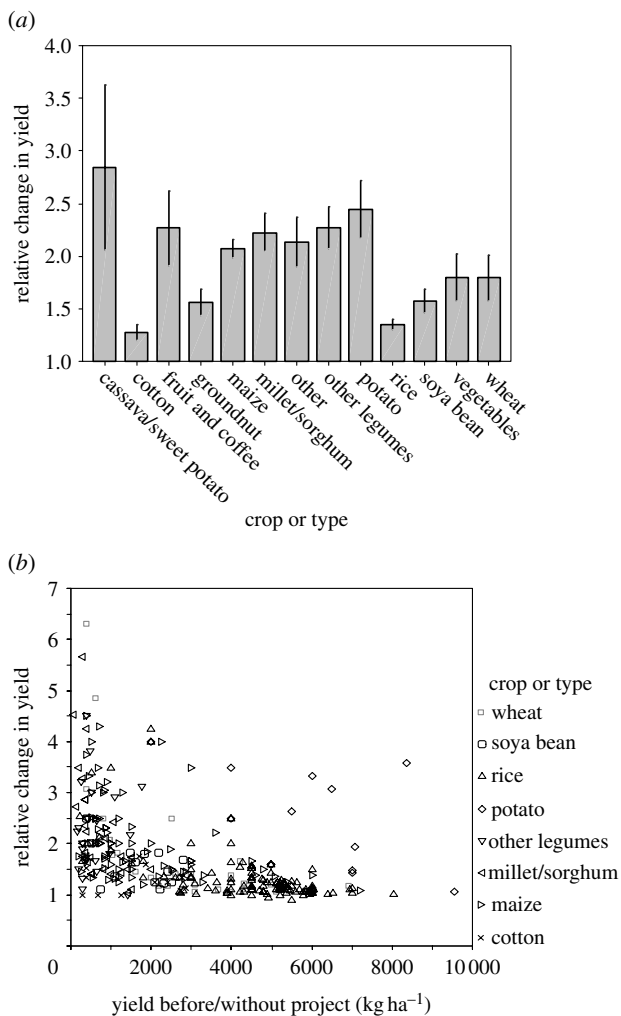 (a)
4.0
3.5
3.0
2.5
2.0
1.5
1.0
relative change in yield
cassava/sweet potato
cotton
fruit and coffee
groundnut
maize
millet/sorghum
other
other legumes
potato
rice
soya bean
vegetables
wheat
crop or type
(b)
7
6
5
4
3
2
1
relative change in yield
0 2000 4000 6000 8000 10 000
yield before/without project (kg ha⁻¹)
crop or type
wheat
soya bean
rice
potato
other legumes
millet/sorghum
maize
cotton